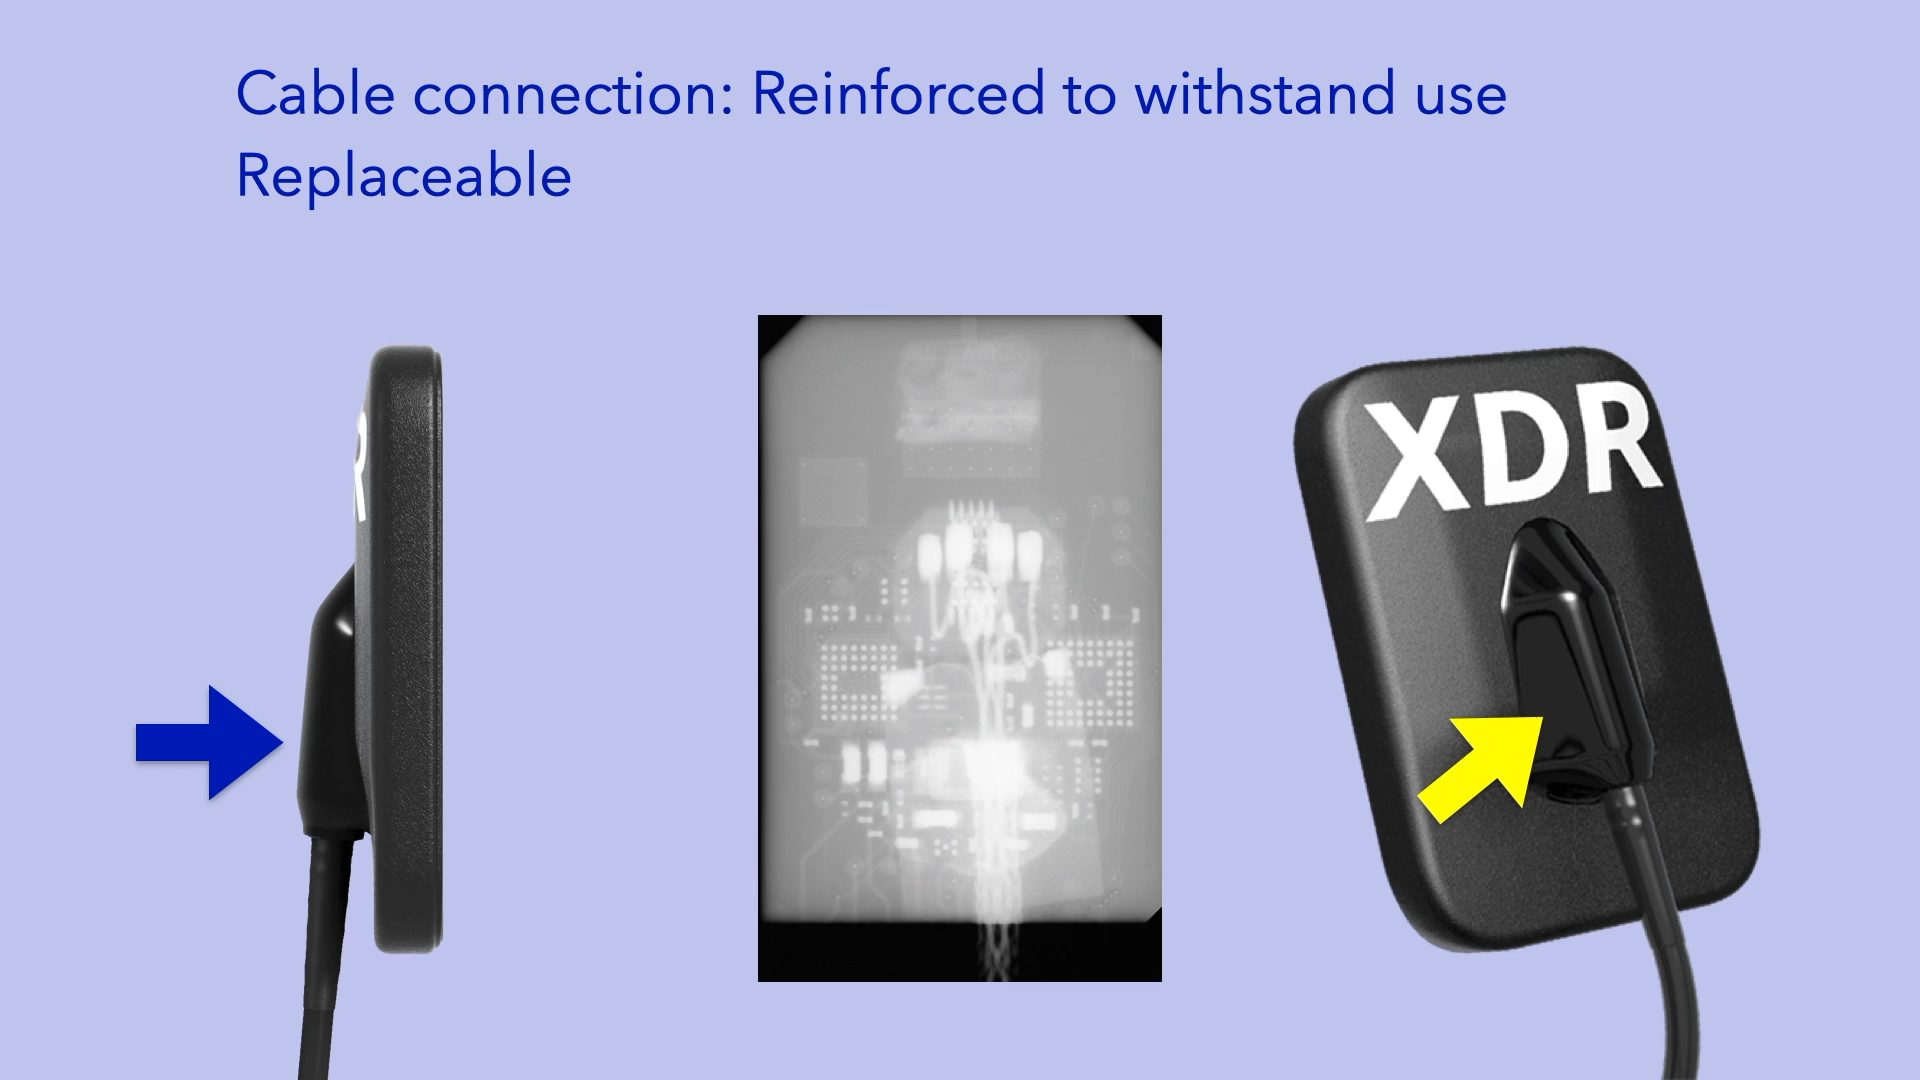 Cable connection: Reinforced to withstand use
Replaceable
R
XDR